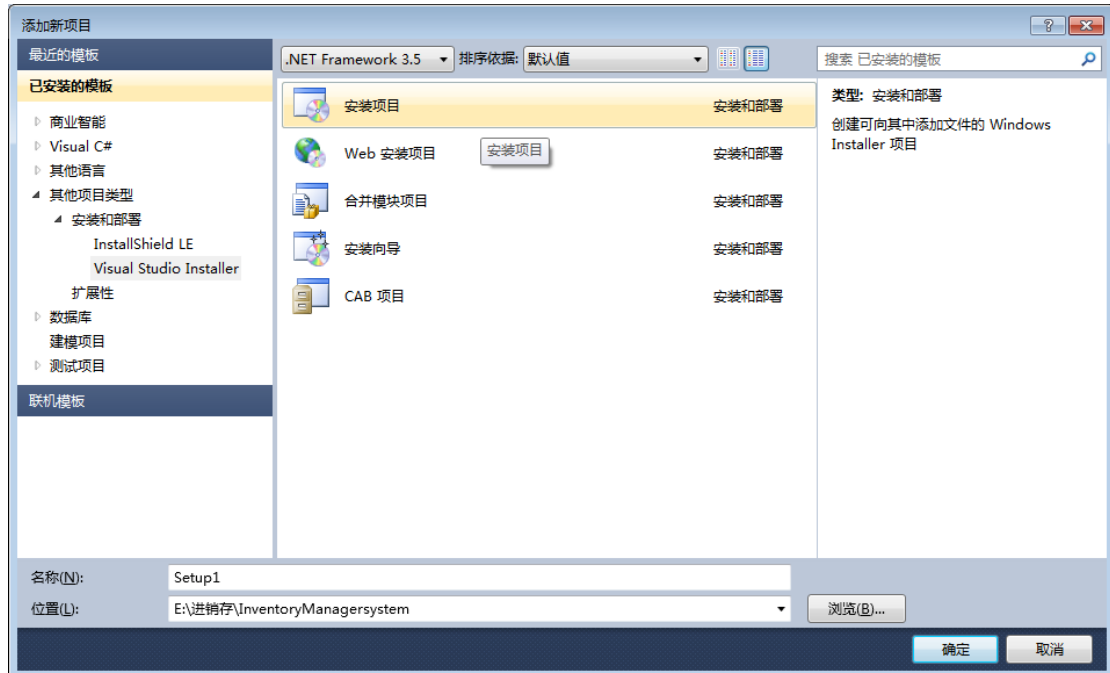 添加新项目
最近的模板
.NET Framework 3.5 排序依据: 默认值
搜索 已安装的模板
已安装的模板
商业智能
Visual C#
其他语言
其他项目类型
安装和部署
InstallShield LE
Visual Studio Installer
扩展性
数据库
建模项目
测试项目
联机模板
安装项目 安装和部署
Web 安装项目 安装和部署
安装项目
合并模块项目 安装和部署
安装向导 安装和部署
CAB 项目 安装和部署
类型: 安装和部署
创建可向其中添加文件的 Windows
Installer 项目
名称(N): Setup1
位置(L): E:\进销存\InventoryManagersystem 浏览(B)...
确定 取消